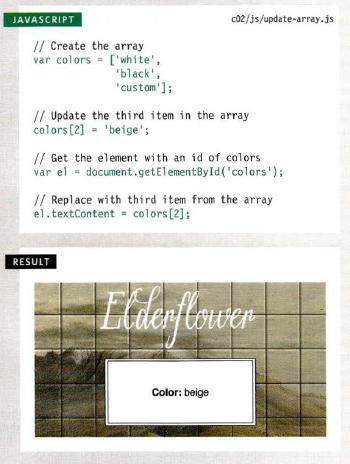 JAVASCRIPT c02/js/update-array.js
// Create the array
var colors = ['white',
'black',
'custom'];
// Update the third item in the array
colors[2] = 'beige';
// Get the element with an id of colors
var el = document.getElementById('colors');
// Replace with third item from the array
el.textContent = colors[2];
RESULT
Elderflower
Color: beige